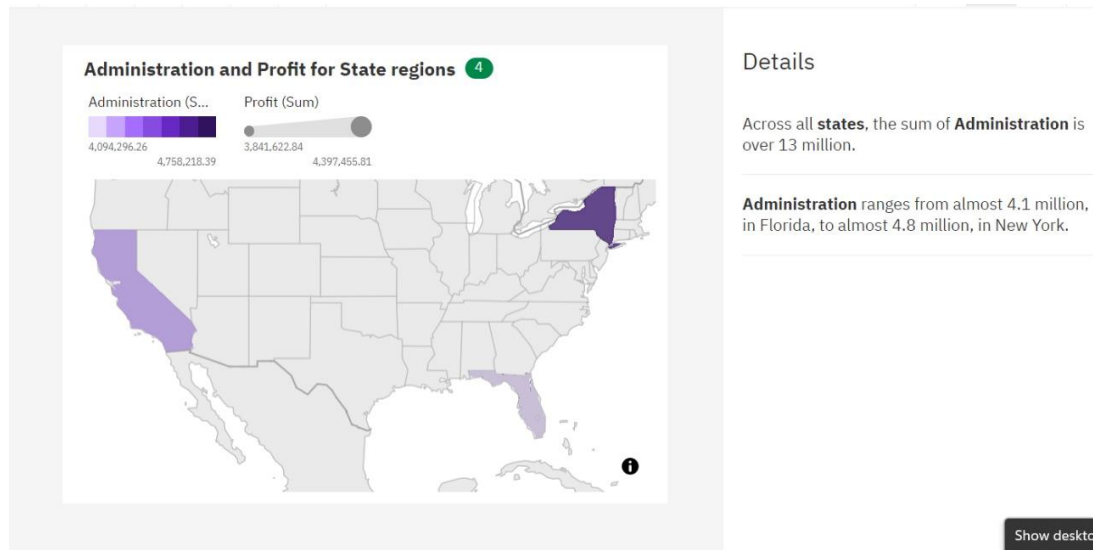 Administration and Profit for State regions 4
Administration (S... Profit (Sum)
4,094,296.26
4,758,218.39
3,841,622.84
4,397,455.81
Details
Across all states, the sum of Administration is
over 13 million.
Administration ranges from almost 4.1 million,
in Florida, to almost 4.8 million, in New York.
Show deskto